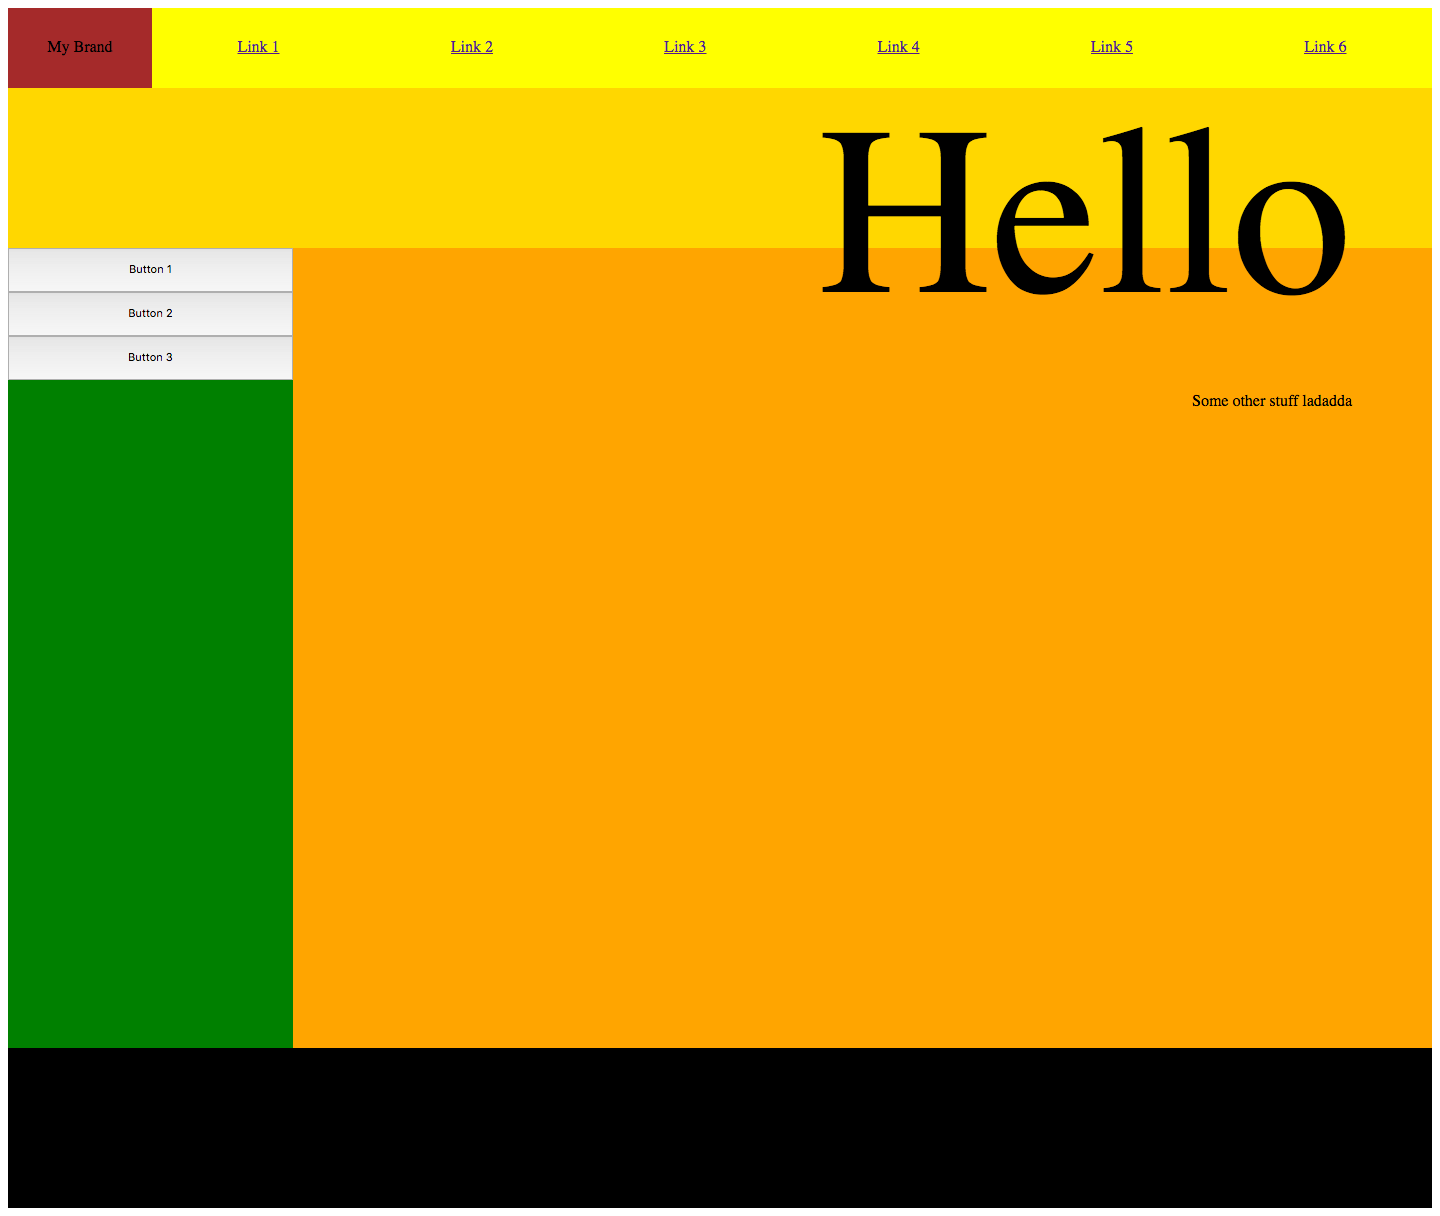 My Brand Link 1 Link 2 Link 3 Link 4 Link 5 Link 6
Hello
Button 1
Button 2
Button 3
Some other stuff ladadda